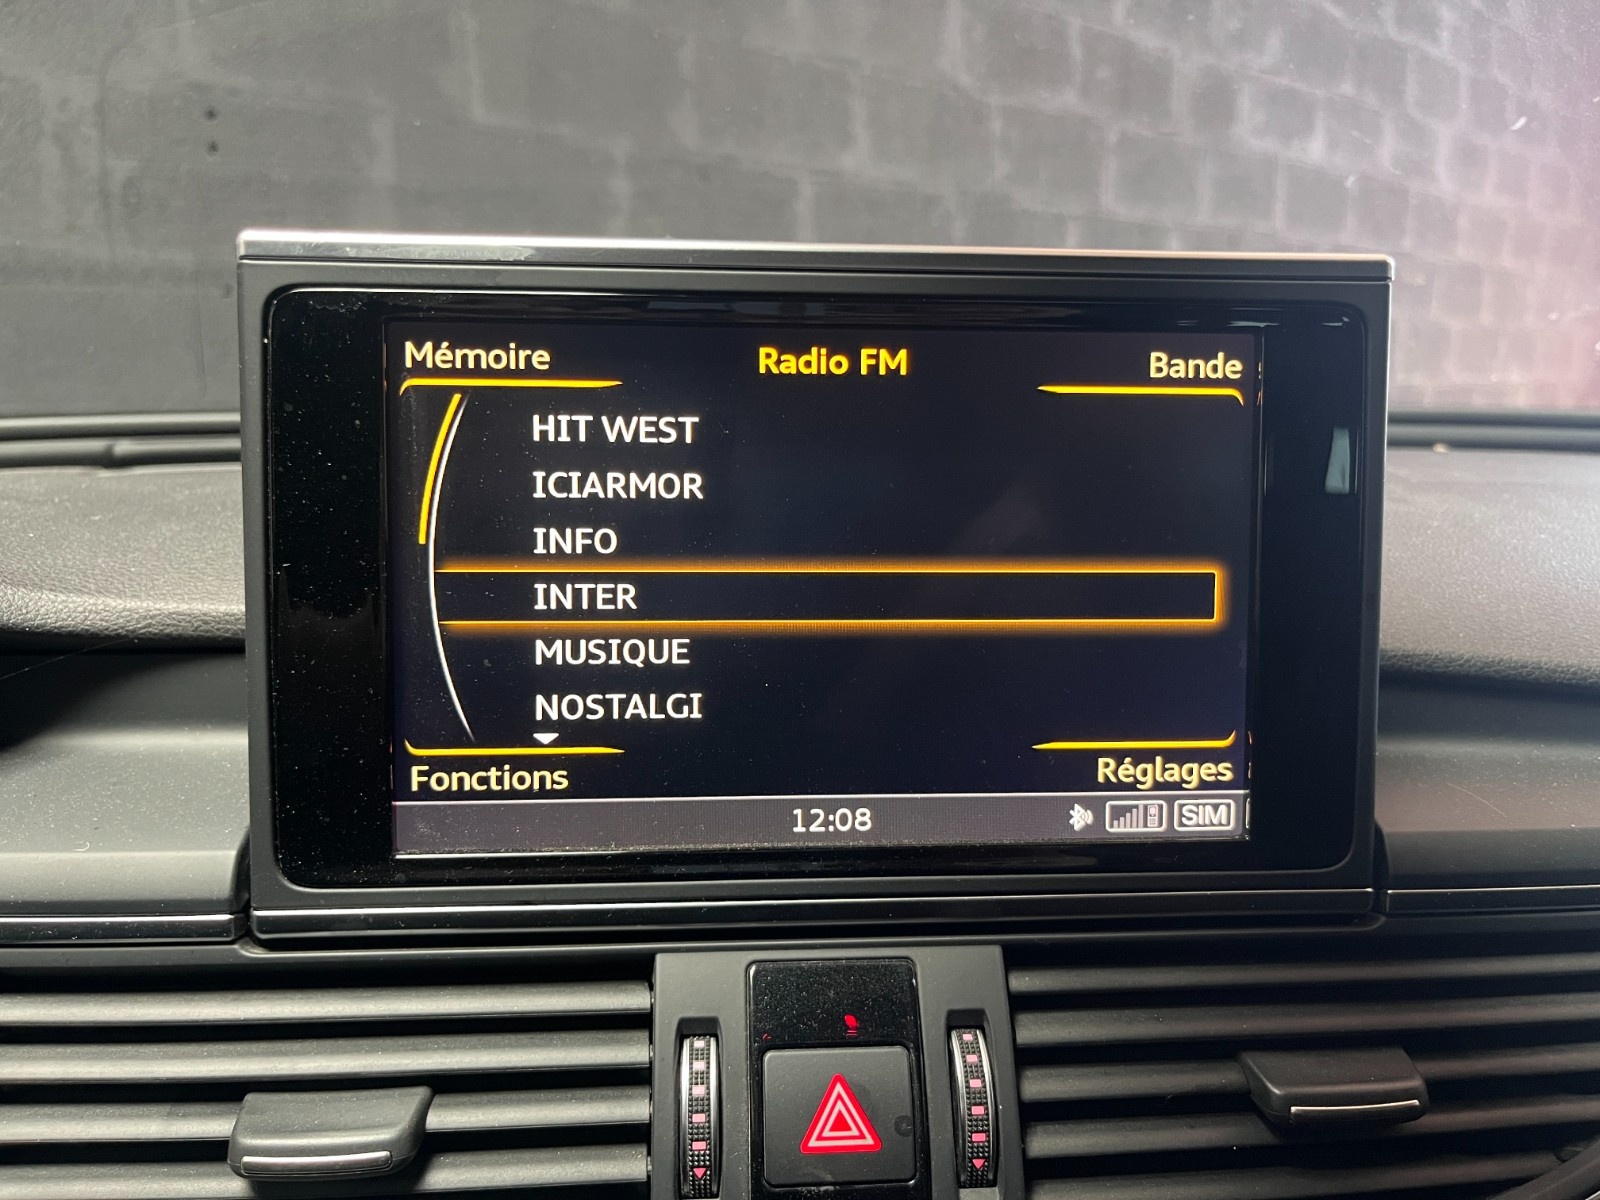 Mémoire Radio FM Bande
HIT WEST
ICIARMOR
INFO
INTER
MUSIQUE
NOSTALGI
Fonctions Réglages
12:08 SIM